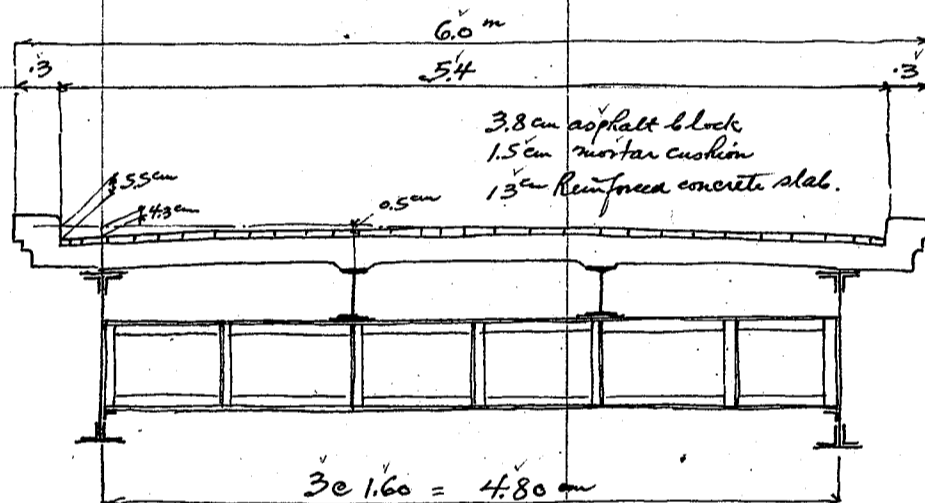 6.0 m
.3 5.4 .3
3.8 cm asphalt block
1.5 cm mortar cushion
13 cm Reinforced concrete slab.
5.5 cm
4.3 cm
0.5 cm
3@ 1.60 = 4.80 m